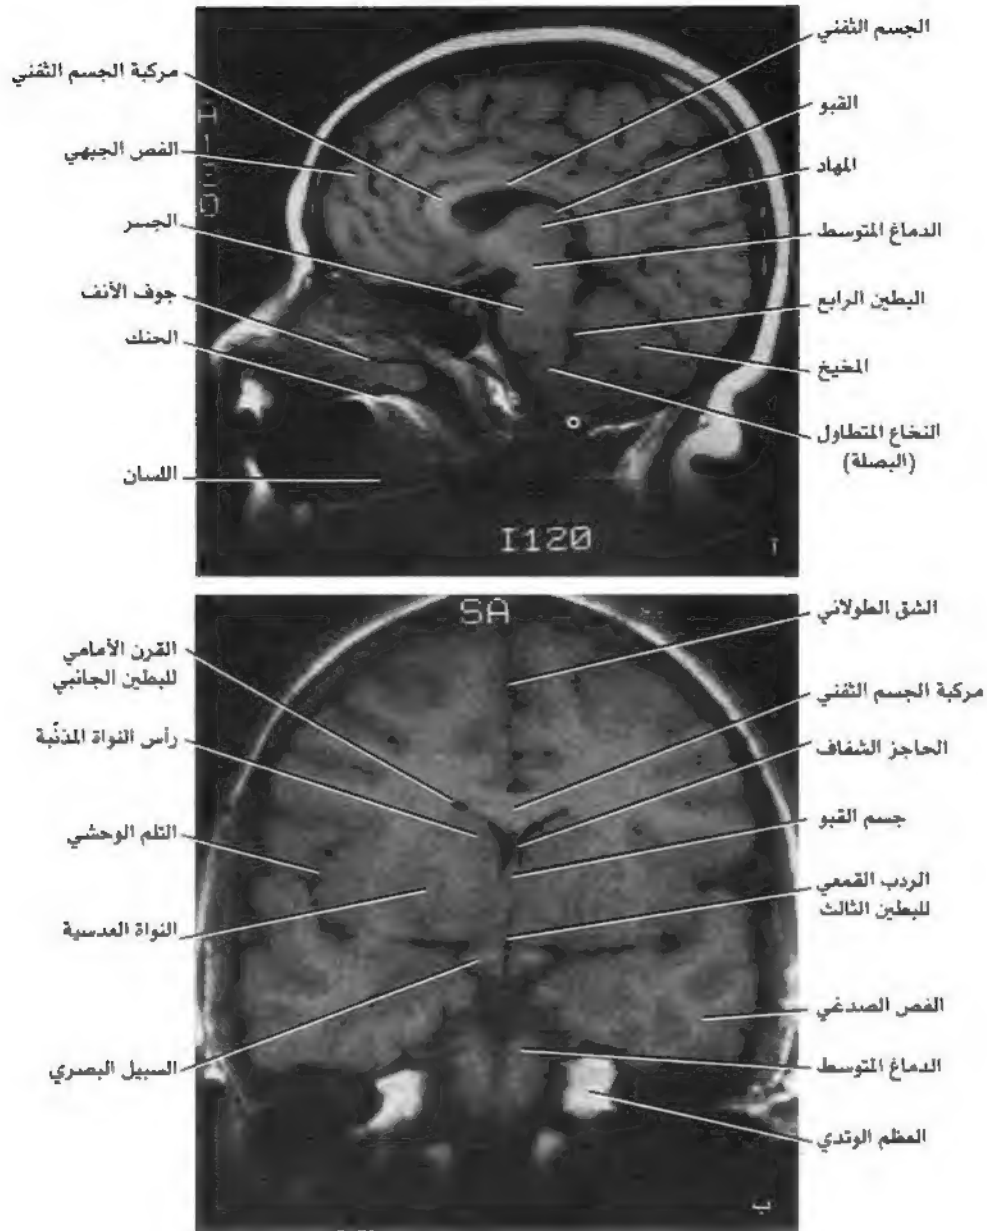 الجسم الثفني
مركبة الجسم الثفني
القبو
الفص الجبهي
المهاد
الجسر
الدماغ المتوسط
جوف الأنف
البطين الرابع
الحنك
المخيخ
النخاع المتطاول
(البصلة)
اللسان
I120
أ
SA
الشق الطولاني
القرن الأمامي
للبطين الجانبي
مركبة الجسم الثفني
رأس النواة المذنّبة
الحاجز الشفاف
التلم الوحشي
جسم القبو
النواة العدسية
الردب القمعي
للبطين الثالث
الفص الصدغي
السبيل البصري
الدماغ المتوسط
العظم الوتدي
ب